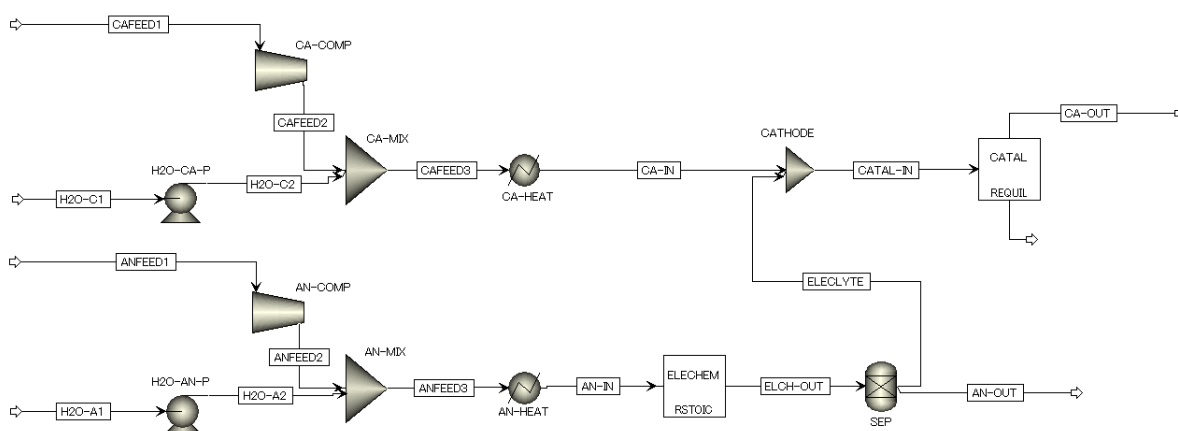 CAFEED1
CA-COMP
CAFEED2
CA-MIX
H2O-CA-P
H2O-C1
H2O-C2
CAFEED3
CA-HEAT
CA-IN
CATHODE
CATAL-IN
CA-OUT
CATAL
REQUIL
ANFEED1
AN-COMP
ANFEED2
AN-MIX
H2O-AN-P
H2O-A1
H2O-A2
ANFEED3
AN-HEAT
AN-IN
ELECHEM
RSTOIC
ELCH-OUT
ELECLYTE
SEP
AN-OUT